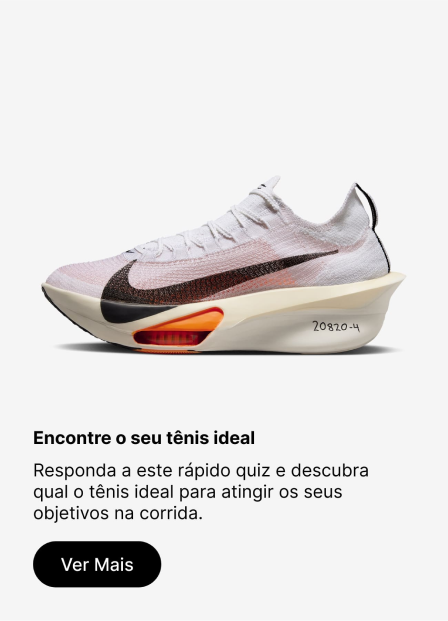 20820-4
Encontre o seu tênis ideal
Responda a este rápido quiz e descubra
qual o tênis ideal para atingir os seus
objetivos na corrida.
Ver Mais